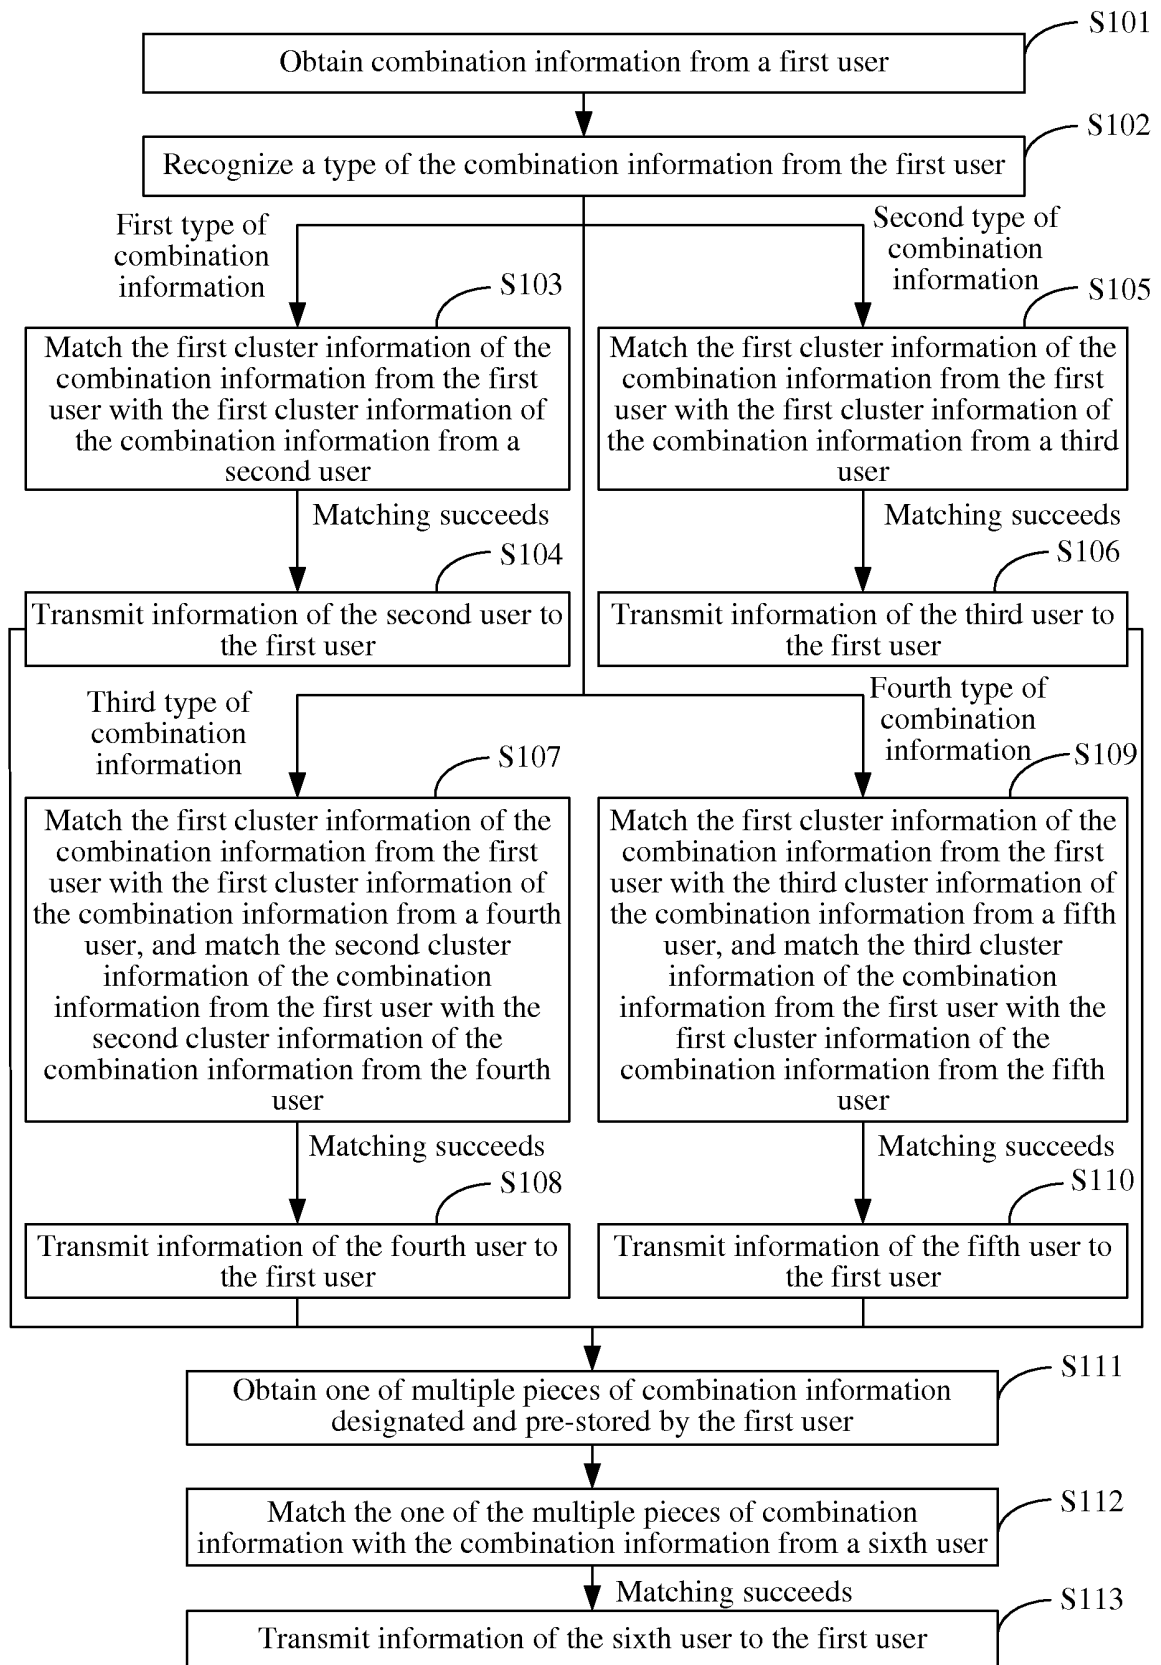 S101
Obtain combination information from a first user
S102
Recognize a type of the combination information from the first user
First type of
combination
information
Second type of
combination
information
S103
S105
Match the first cluster information of the
combination information from the first
user with the first cluster information of
the combination information from a
second user
Match the first cluster information of the
combination information from the first
user with the first cluster information of
the combination information from a third
user
Matching succeeds
Matching succeeds
S104
S106
Transmit information of the second user to
the first user
Transmit information of the third user to
the first user
Third type of
combination
information
Fourth type of
combination
information
S107
S109
Match the first cluster information of the
combination information from the first
user with the first cluster information of
the combination information from a fourth
user, and match the second cluster
information of the combination
information from the first user with the
second cluster information of the
combination information from the fourth
user
Match the first cluster information of the
combination information from the first
user with the third cluster information of
the combination information from a fifth
user, and match the third cluster
information of the combination
information from the first user with the
first cluster information of the
combination information from the fifth
user
Matching succeeds
Matching succeeds
S108
S110
Transmit information of the fourth user to
the first user
Transmit information of the fifth user to
the first user
S111
Obtain one of multiple pieces of combination information
designated and pre-stored by the first user
S112
Match the one of the multiple pieces of combination
information with the combination information from a sixth user
Matching succeeds
S113
Transmit information of the sixth user to the first user